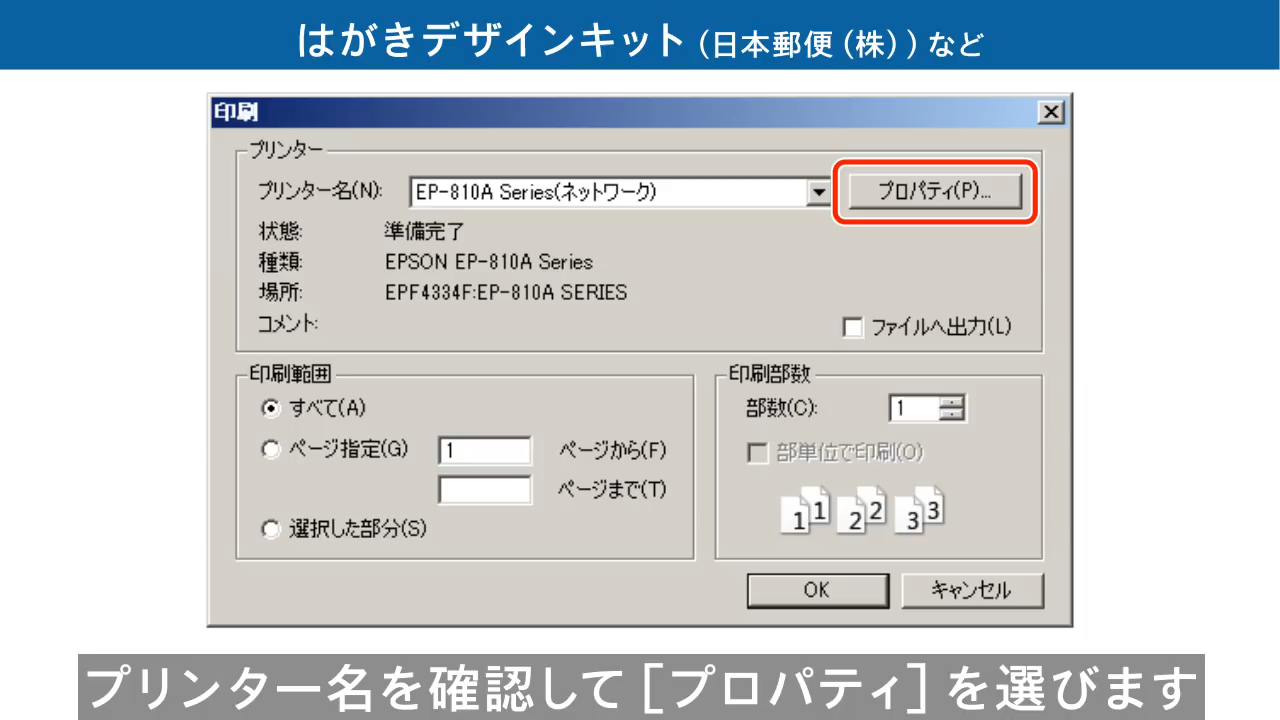 はがきデザインキット（日本郵便（株））など
印刷
プリンター
プリンター名(N): EP-810A Series(ネットワーク) プロパティ(P)...
状態: 準備完了
種類: EPSON EP-810A Series
場所: EPF4334F:EP-810A SERIES
コメント: ファイルへ出力(L)
印刷範囲
すべて(A)
ページ指定(G) 1 ページから(F)
ページまで(T)
選択した部分(S)
印刷部数
部数(C): 1
部単位で印刷(O)
1 1 2 2 3 3
OK キャンセル
プリンター名を確認して［プロパティ］を選びます